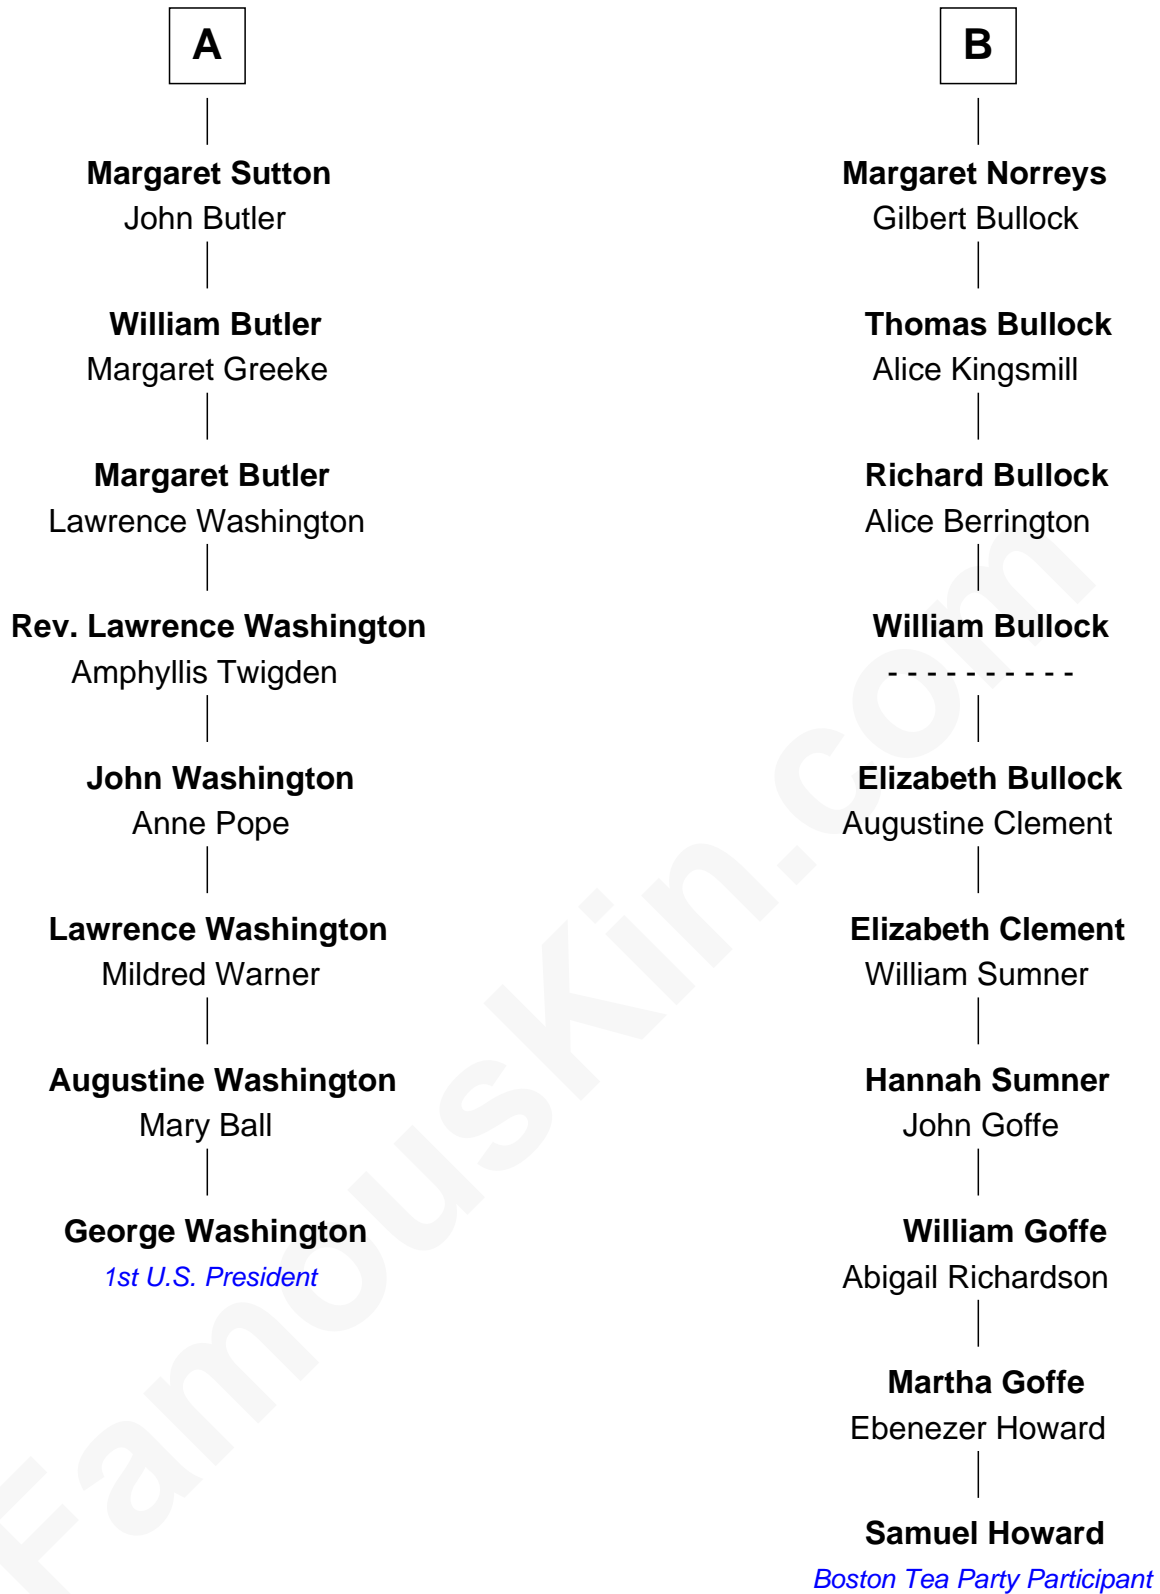 A
Margaret Sutton
John Butler
William Butler
Margaret Greeke
Margaret Butler
Lawrence Washington
Rev. Lawrence Washington
Amphyllis Twigden
John Washington
Anne Pope
Lawrence Washington
Mildred Warner
Augustine Washington
Mary Ball
George Washington
1st U.S. President
B
Margaret Norreys
Gilbert Bullock
Thomas Bullock
Alice Kingsmill
Richard Bullock
Alice Berrington
William Bullock
- - - - - - - - - -
Elizabeth Bullock
Augustine Clement
Elizabeth Clement
William Sumner
Hannah Sumner
John Goffe
William Goffe
Abigail Richardson
Martha Goffe
Ebenezer Howard
Samuel Howard
Boston Tea Party Participant
FamousKin.com